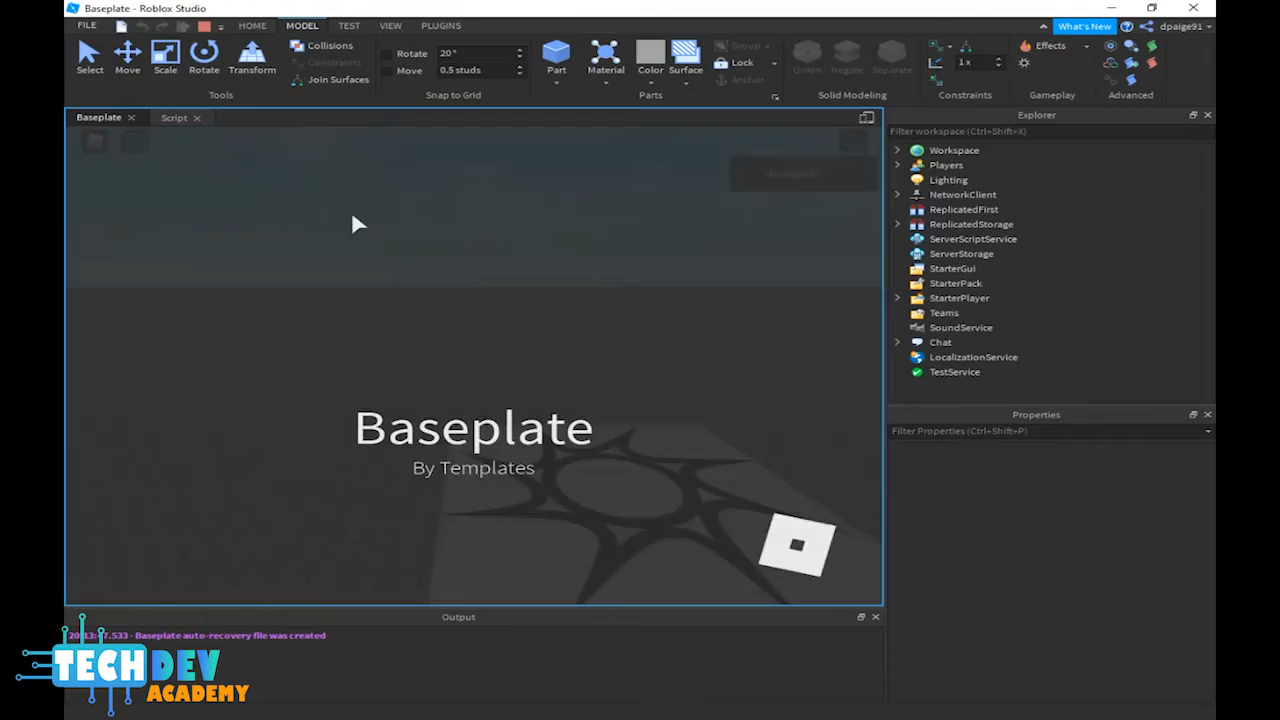 Baseplate - Roblox Studio
FILE HOME MODEL TEST VIEW PLUGINS What's New dpaige91
Select Move Scale Rotate Transform
Collisions
Constraints
Join Surfaces
Tools
Rotate 20°
Move 0.5 studs
Snap to Grid
Part Material Color Surface
Group
Lock
Anchor
Parts
Union Negate Separate
Solid Modeling
1 x
Constraints
Effects
Gameplay
Advanced
Baseplate Script
Baseplate
By Templates
Explorer
Filter workspace (Ctrl+Shift+X)
Workspace
Players
Lighting
NetworkClient
ReplicatedFirst
ReplicatedStorage
ServerScriptService
ServerStorage
StarterGui
StarterPack
StarterPlayer
Teams
SoundService
Chat
LocalizationService
TestService
Properties
Filter Properties (Ctrl+Shift+P)
Output
- Baseplate auto-recovery file was created
TECH DEV
ACADEMY